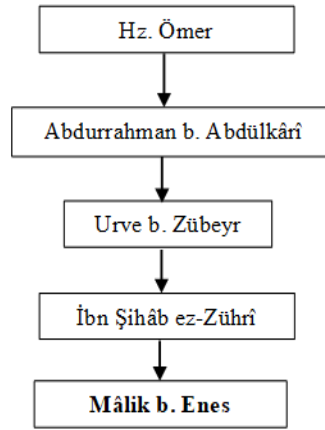 Hz. Ömer
Abdurrahman b. Abdülkârî
Urve b. Zübeyr
İbn Şihâb ez-Zührî
Mâlik b. Enes